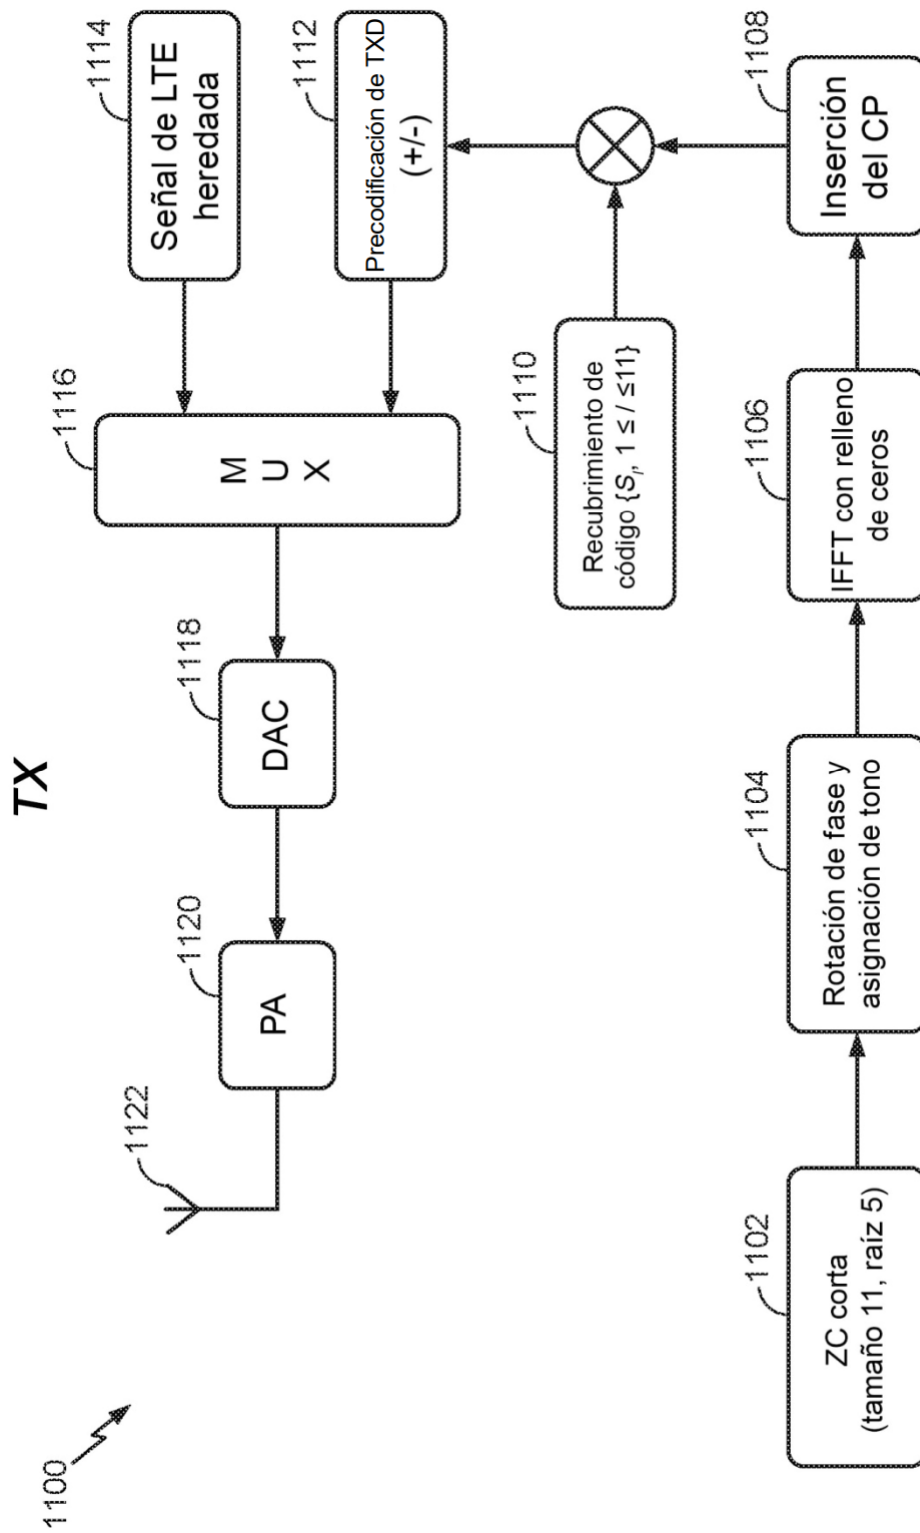 TX
1100
1102
ZC corta
(tamaño 11, raíz 5)
1104
Rotación de fase y
asignación de tono
1106
IFFT con relleno
de ceros
1108
Inserción
del CP
1110
Recubrimiento de
código {Sₗ, 1 ≤ l ≤11}
1112
Precodificación de TXD
(+/-)
1114
Señal de LTE
heredada
1116
M
U
X
1118
DAC
1120
PA
1122